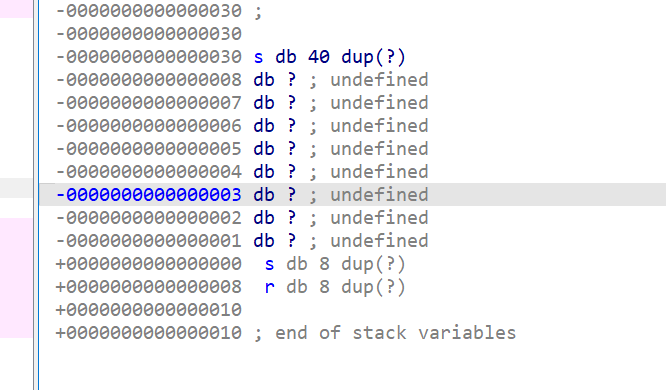 -0000000000000030 ;
-0000000000000030
-0000000000000030 s db 40 dup(?)
-0000000000000008 db ? ; undefined
-0000000000000007 db ? ; undefined
-0000000000000006 db ? ; undefined
-0000000000000005 db ? ; undefined
-0000000000000004 db ? ; undefined
-0000000000000003 db ? ; undefined
-0000000000000002 db ? ; undefined
-0000000000000001 db ? ; undefined
+0000000000000000  s db 8 dup(?)
+0000000000000008  r db 8 dup(?)
+0000000000000010
+0000000000000010 ; end of stack variables